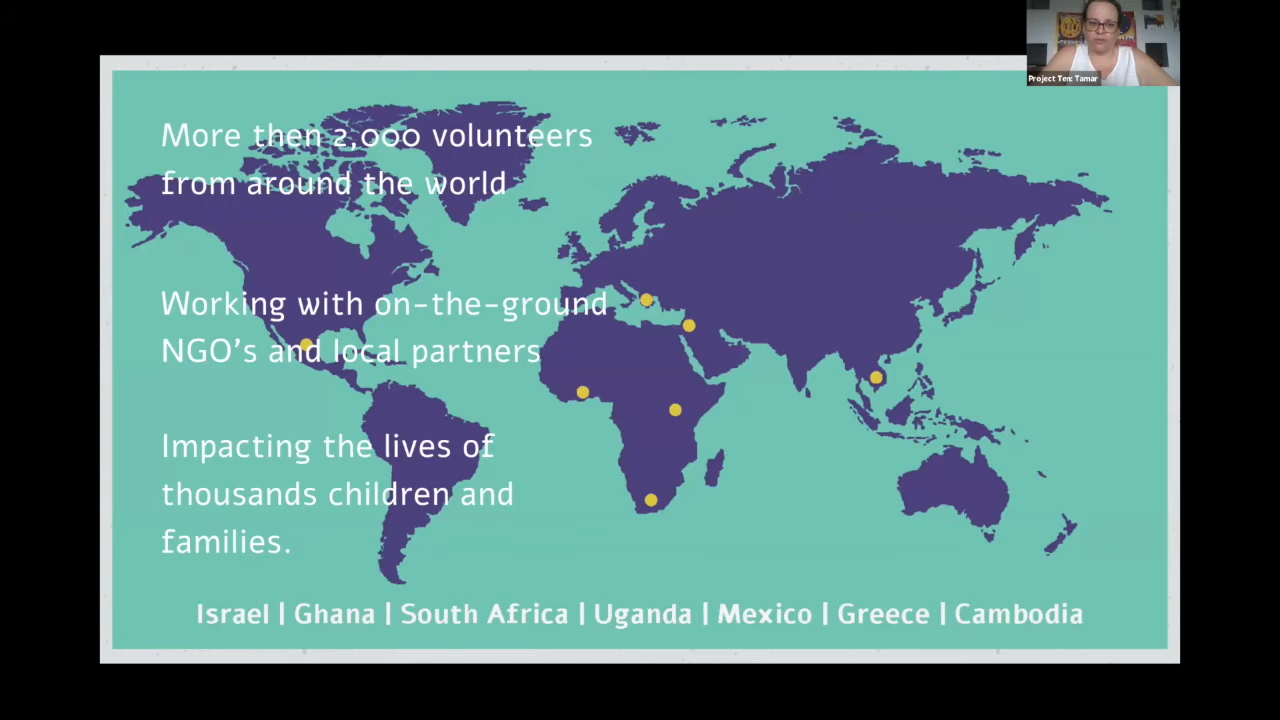 More then 2,000 volunteers
from around the world
Working with on-the-ground
NGO's and local partners
Impacting the lives of
thousands children and
families.
Israel | Ghana | South Africa | Uganda | Mexico | Greece | Cambodia
Project Ten: Tamar